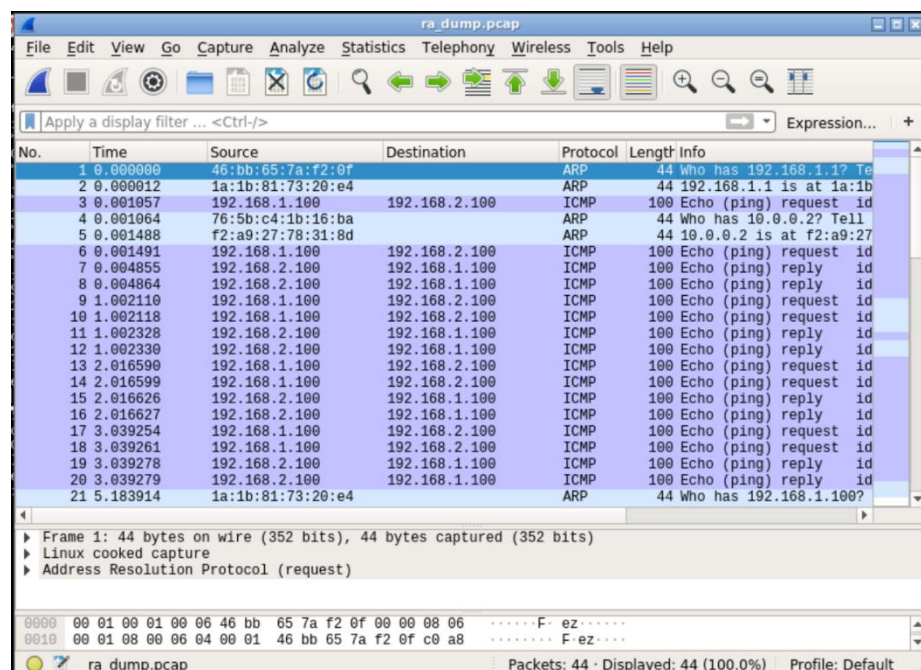 ra_dump.pcap
File Edit View Go Capture Analyze Statistics Telephony Wireless Tools Help
Apply a display filter ... <Ctrl-/> Expression... +
No. Time Source Destination Protocol Length Info
1 0.000000 46:bb:65:7a:f2:0f ARP 44 Who has 192.168.1.1? Te
2 0.000012 1a:1b:81:73:20:e4 ARP 44 192.168.1.1 is at 1a:1b
3 0.001057 192.168.1.100 192.168.2.100 ICMP 100 Echo (ping) request id
4 0.001064 76:5b:c4:1b:16:ba ARP 44 Who has 10.0.0.2? Tell
5 0.001488 f2:a9:27:78:31:8d ARP 44 10.0.0.2 is at f2:a9:27
6 0.001491 192.168.1.100 192.168.2.100 ICMP 100 Echo (ping) request id
7 0.004855 192.168.2.100 192.168.1.100 ICMP 100 Echo (ping) reply id
8 0.004864 192.168.2.100 192.168.1.100 ICMP 100 Echo (ping) reply id
9 1.002110 192.168.1.100 192.168.2.100 ICMP 100 Echo (ping) request id
10 1.002118 192.168.1.100 192.168.2.100 ICMP 100 Echo (ping) request id
11 1.002328 192.168.2.100 192.168.1.100 ICMP 100 Echo (ping) reply id
12 1.002330 192.168.2.100 192.168.1.100 ICMP 100 Echo (ping) reply id
13 2.016590 192.168.1.100 192.168.2.100 ICMP 100 Echo (ping) request id
14 2.016599 192.168.1.100 192.168.2.100 ICMP 100 Echo (ping) request id
15 2.016626 192.168.2.100 192.168.1.100 ICMP 100 Echo (ping) reply id
16 2.016627 192.168.2.100 192.168.1.100 ICMP 100 Echo (ping) reply id
17 3.039254 192.168.1.100 192.168.2.100 ICMP 100 Echo (ping) request id
18 3.039261 192.168.1.100 192.168.2.100 ICMP 100 Echo (ping) request id
19 3.039278 192.168.2.100 192.168.1.100 ICMP 100 Echo (ping) reply id
20 3.039279 192.168.2.100 192.168.1.100 ICMP 100 Echo (ping) reply id
21 5.183914 1a:1b:81:73:20:e4 ARP 44 Who has 192.168.1.100?
Frame 1: 44 bytes on wire (352 bits), 44 bytes captured (352 bits)
Linux cooked capture
Address Resolution Protocol (request)
0000 00 01 00 01 00 06 46 bb 65 7a f2 0f 00 00 08 06 ······F· ez······
0010 00 01 08 00 06 04 00 01 46 bb 65 7a f2 0f c0 a8 ········ F·ez····
ra_dump.pcap Packets: 44 · Displayed: 44 (100.0%) Profile: Default